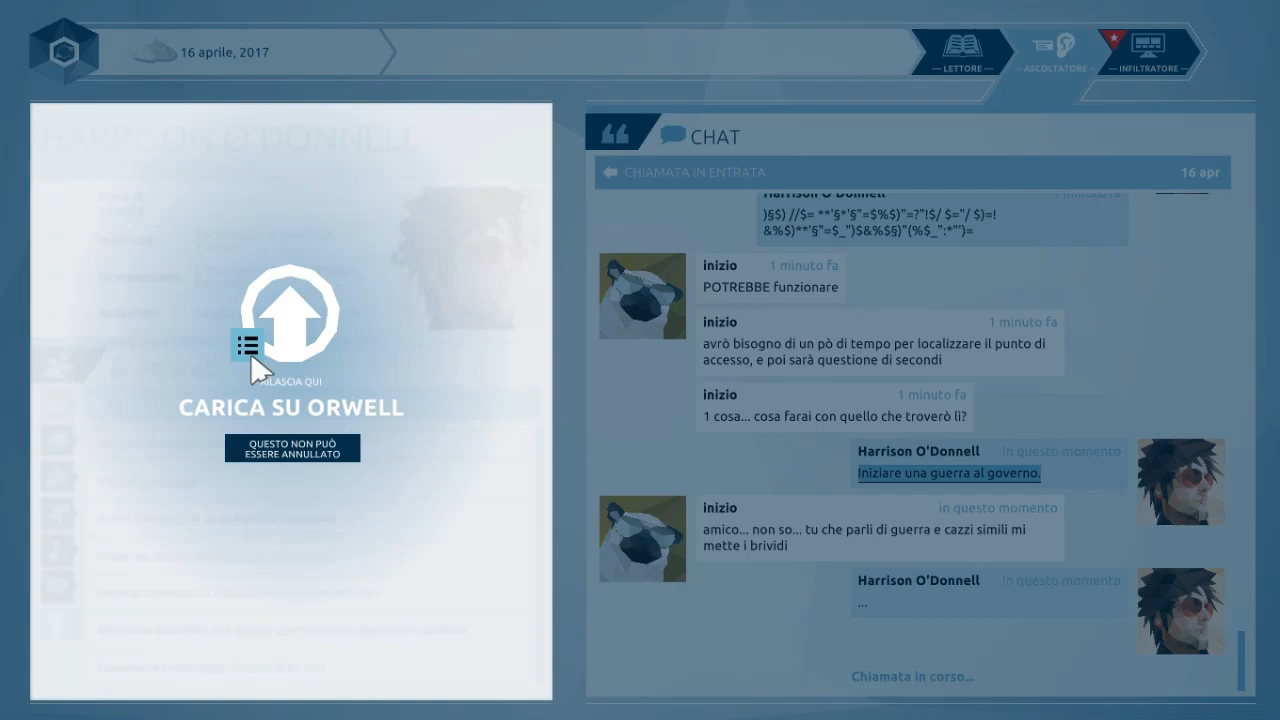 16 aprile, 2017
LETTORE
ASCOLTATORE
INFILTRATORE
HARRISON O'DONNELL
RILASCIA QUI
CARICA SU ORWELL
QUESTO NON PUÒ
ESSERE ANNULLATO
CHAT
CHIAMATA IN ENTRATA 16 apr
Harrison O'Donnell 1 minuto fa
)§$) //$= **'§*'§"=$%$)"=?"!$/ $="/ $)=!
&%$)**'§"=$_")$&%$§)"(%$_":*"')=
inizio 1 minuto fa
POTREBBE funzionare
inizio 1 minuto fa
avrò bisogno di un pò di tempo per localizzare il punto di
accesso, e poi sarà questione di secondi
inizio 1 minuto fa
1 cosa... cosa farai con quello che troverò lì?
Harrison O'Donnell in questo momento
Iniziare una guerra al governo.
inizio in questo momento
amico... non so... tu che parli di guerra e cazzi simili mi
mette i brividi
Harrison O'Donnell in questo momento
...
Chiamata in corso...